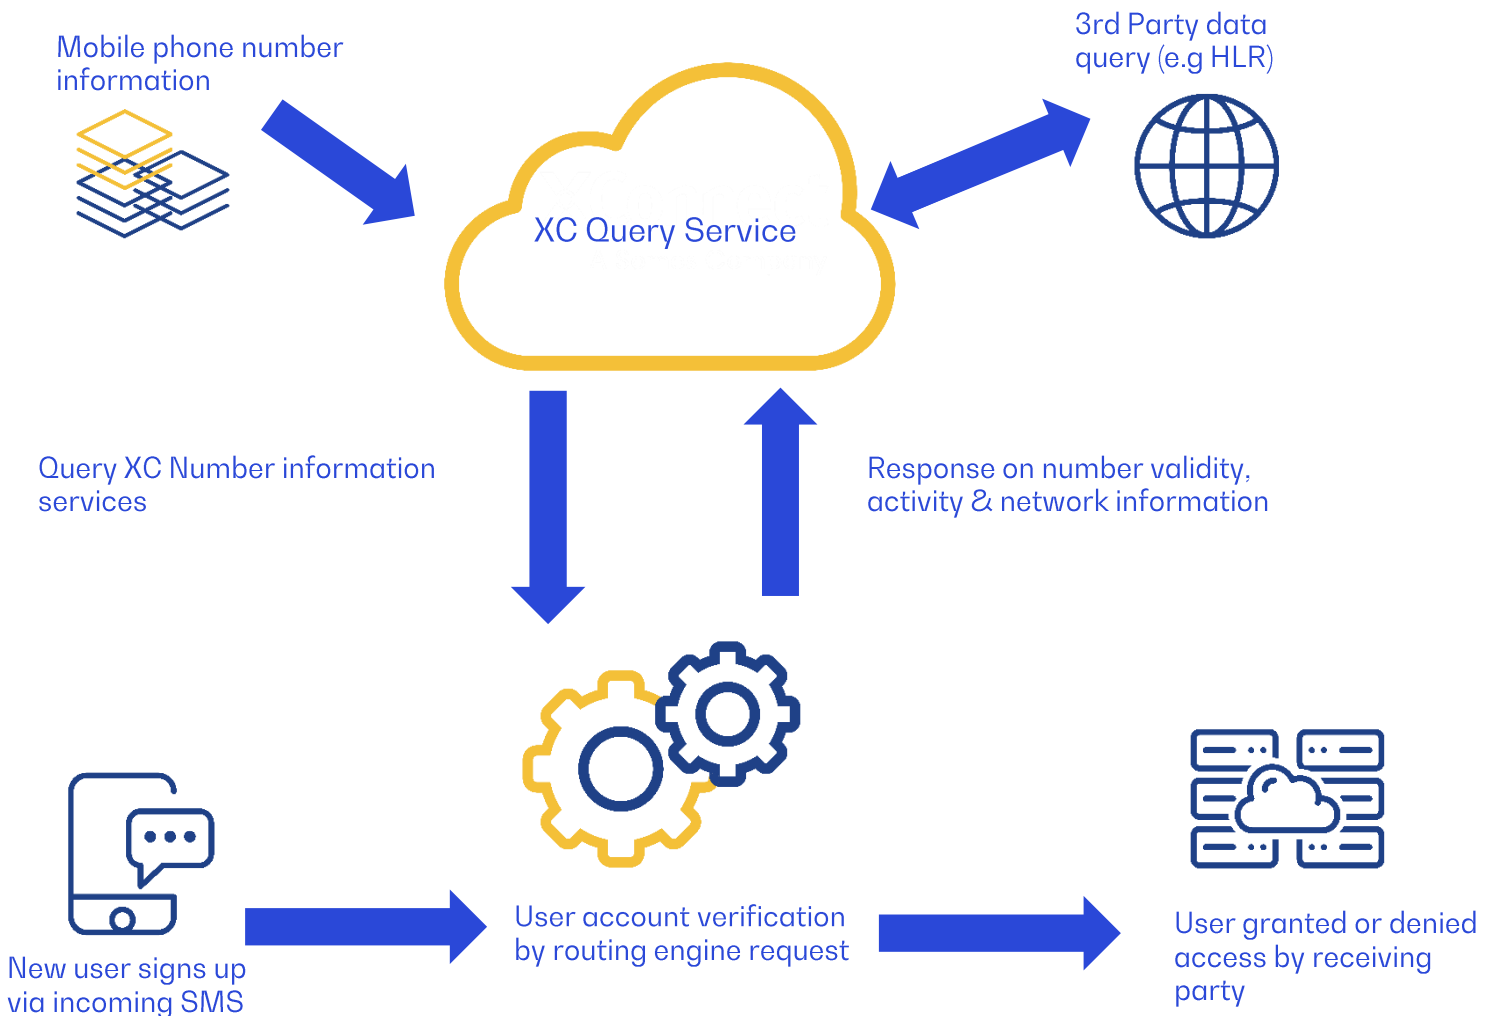 Mobile phone number
information
3rd Party data
query (e.g HLR)
XC Query Service
Query XC Number information
services
Response on number validity,
activity & network information
New user signs up
via incoming SMS
User account verification
by routing engine request
User granted or denied
access by receiving
party